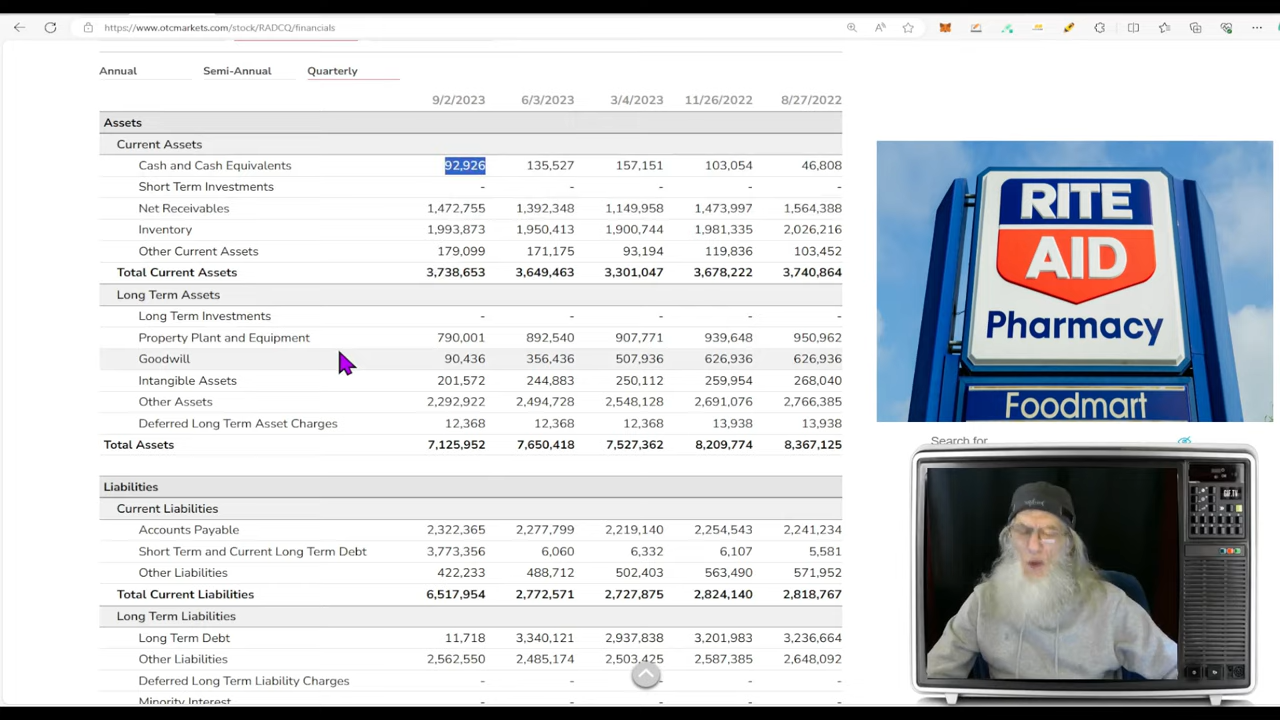 https://www.otcmarkets.com/stock/RADCQ/financials
Annual Semi-Annual Quarterly
9/2/2023 6/3/2023 3/4/2023 11/26/2022 8/27/2022
Assets
Current Assets
Cash and Cash Equivalents 92,926 135,527 157,151 103,054 46,808
Short Term Investments - - - - -
Net Receivables 1,472,755 1,392,348 1,149,958 1,473,997 1,564,388
Inventory 1,993,873 1,950,413 1,900,744 1,981,335 2,026,216
Other Current Assets 179,099 171,175 93,194 119,836 103,452
Total Current Assets 3,738,653 3,649,463 3,301,047 3,678,222 3,740,864
Long Term Assets
Long Term Investments - - - - -
Property Plant and Equipment 790,001 892,540 907,771 939,648 950,962
Goodwill 90,436 356,436 507,936 626,936 626,936
Intangible Assets 201,572 244,883 250,112 259,954 268,040
Other Assets 2,292,922 2,494,728 2,548,128 2,691,076 2,766,385
Deferred Long Term Asset Charges 12,368 12,368 12,368 13,938 13,938
Total Assets 7,125,952 7,650,418 7,527,362 8,209,774 8,367,125
Liabilities
Current Liabilities
Accounts Payable 2,322,365 2,277,799 2,219,140 2,254,543 2,241,234
Short Term and Current Long Term Debt 3,773,356 6,060 6,332 6,107 5,581
Other Liabilities 422,233 488,712 502,403 563,490 571,952
Total Current Liabilities 6,517,954 2,772,571 2,727,875 2,824,140 2,818,767
Long Term Liabilities
Long Term Debt 11,718 3,340,121 2,937,838 3,201,983 3,236,664
Other Liabilities 2,562,550 2,503,425 2,587,385 2,648,092
Deferred Long Term Liability Charges - - - - -
Minority Interest
RITE
AID
Pharmacy
Foodmart
Search for
GIF.TV